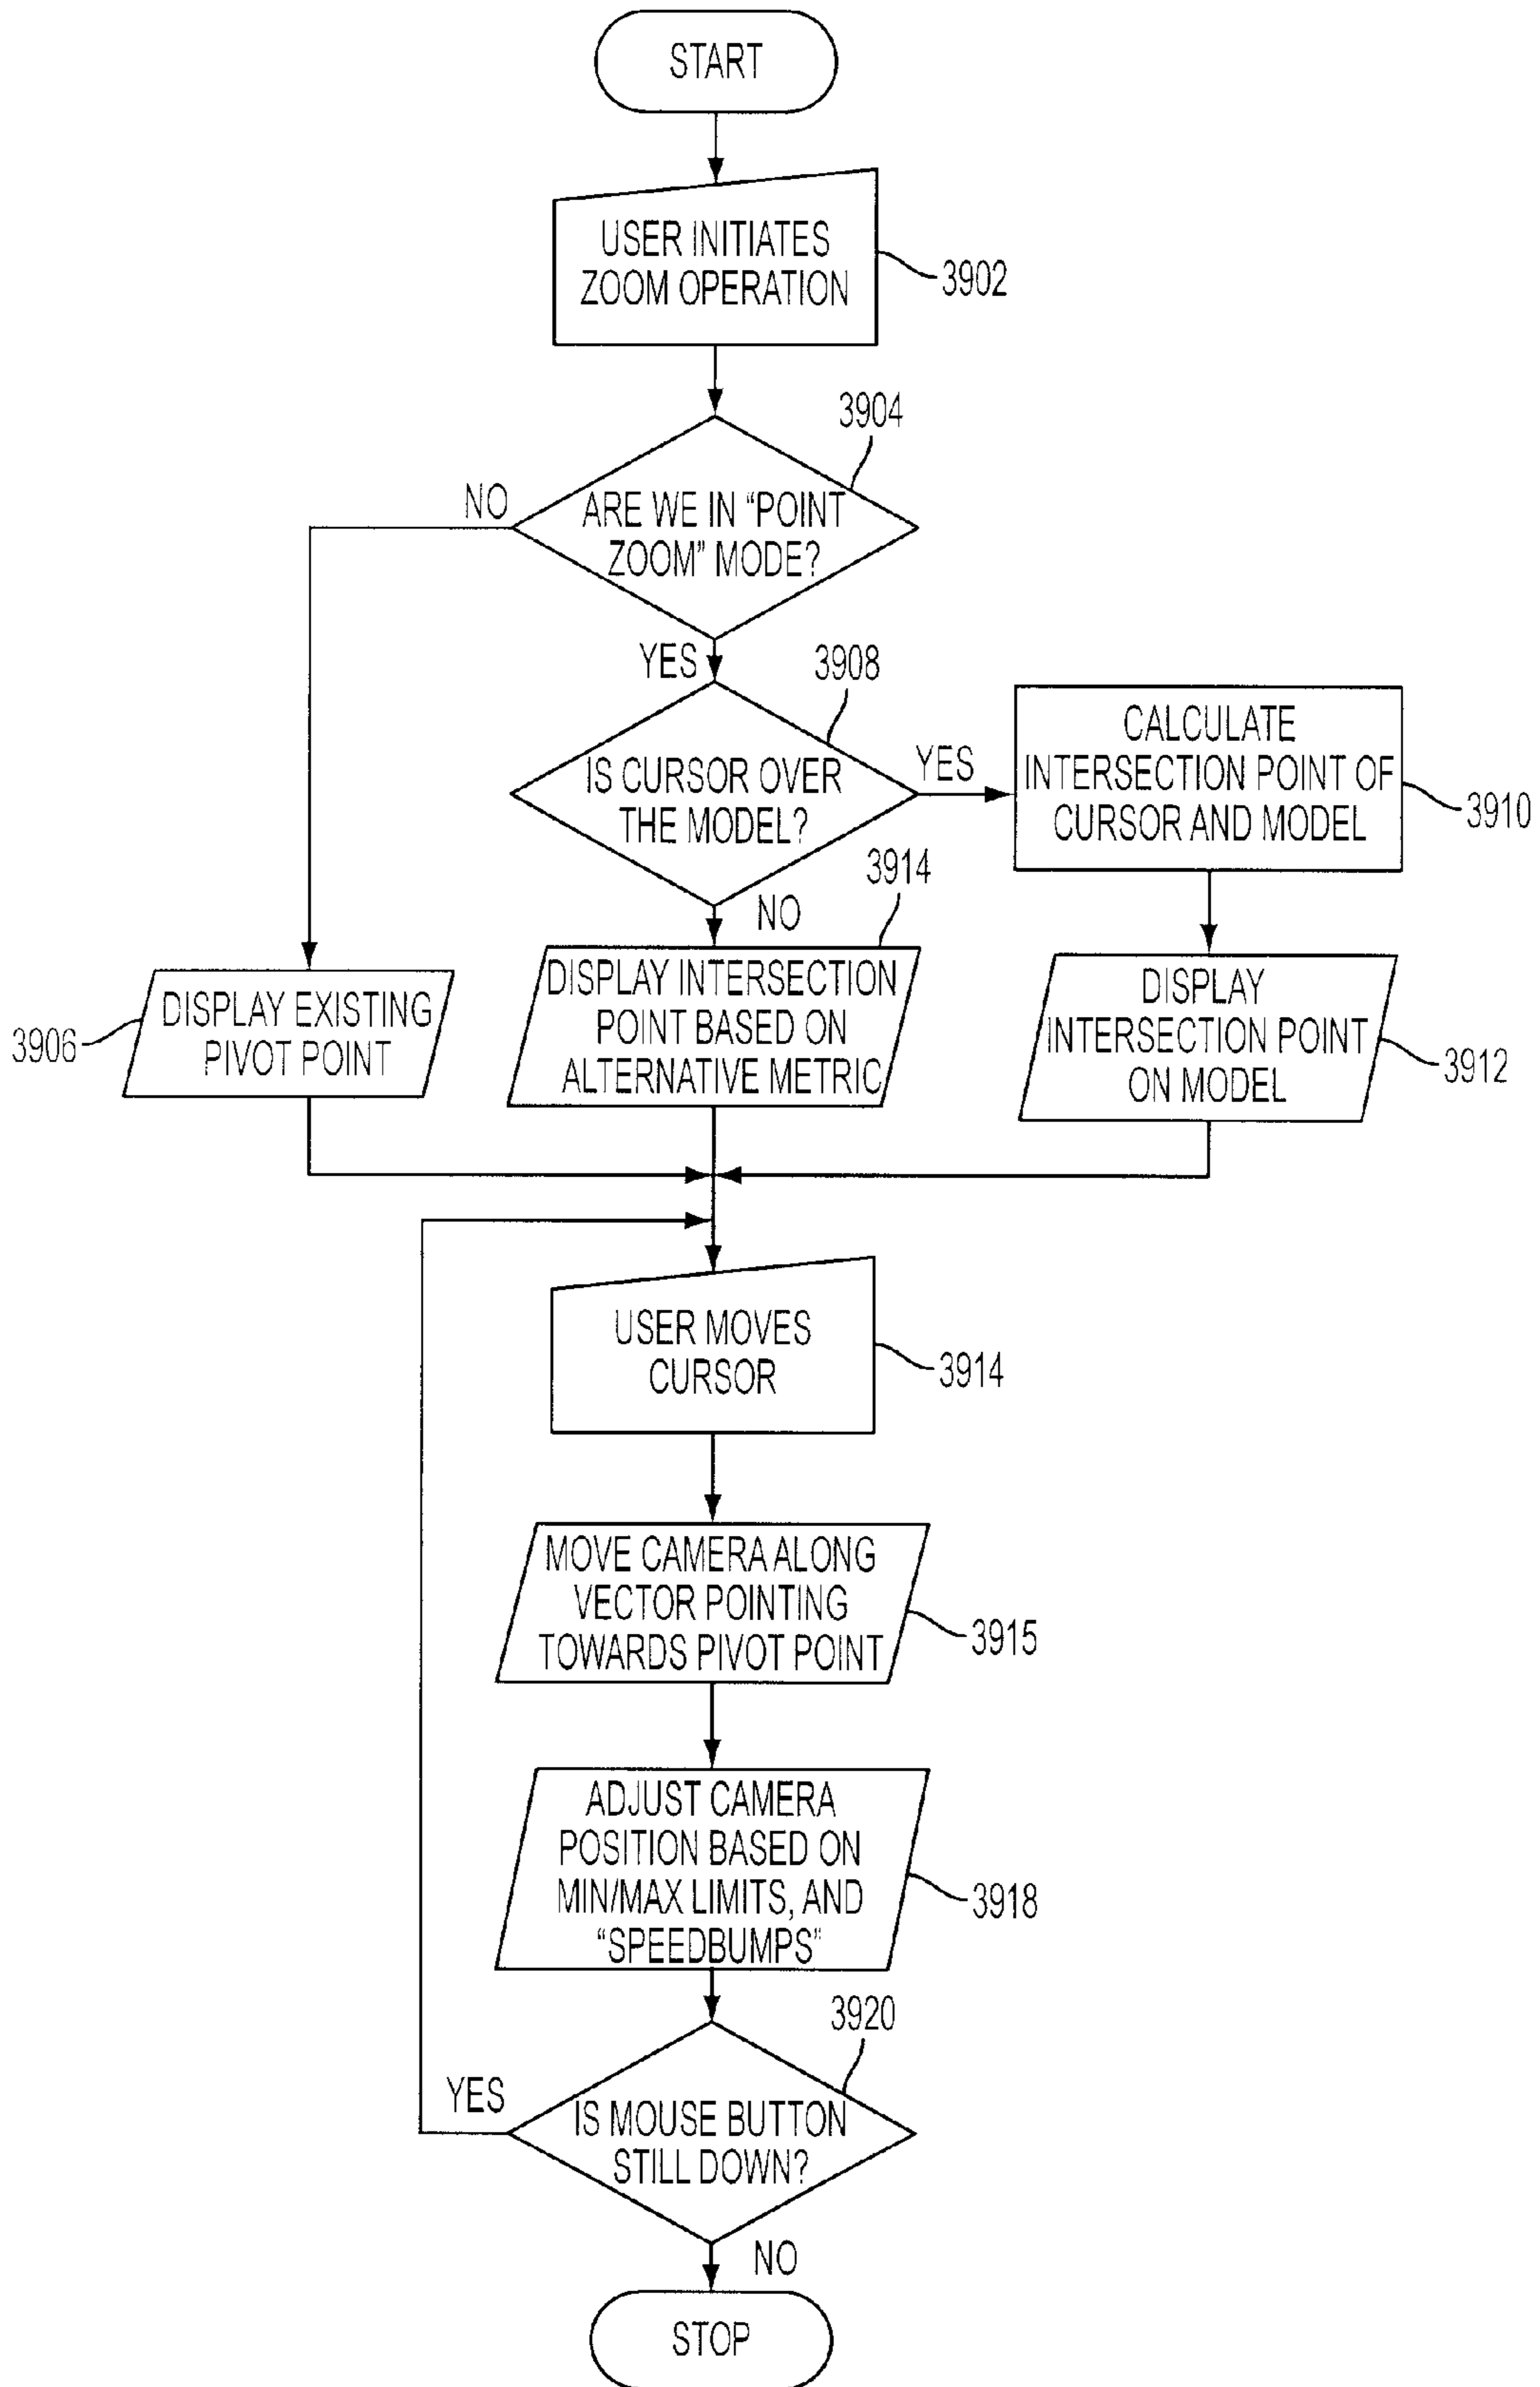 START
USER INITIATES
ZOOM OPERATION
3902
3904
NO
ARE WE IN “POINT
ZOOM” MODE?
YES
3908
IS CURSOR OVER
THE MODEL?
YES
CALCULATE
INTERSECTION POINT OF
CURSOR AND MODEL
3910
NO
3914
3906
DISPLAY EXISTING
PIVOT POINT
DISPLAY INTERSECTION
POINT BASED ON
ALTERNATIVE METRIC
DISPLAY
INTERSECTION POINT
ON MODEL
3912
USER MOVES
CURSOR
3914
MOVE CAMERA ALONG
VECTOR POINTING
TOWARDS PIVOT POINT
3915
ADJUST CAMERA
POSITION BASED ON
MIN/MAX LIMITS, AND
“SPEEDBUMPS”
3918
3920
YES
IS MOUSE BUTTON
STILL DOWN?
NO
STOP